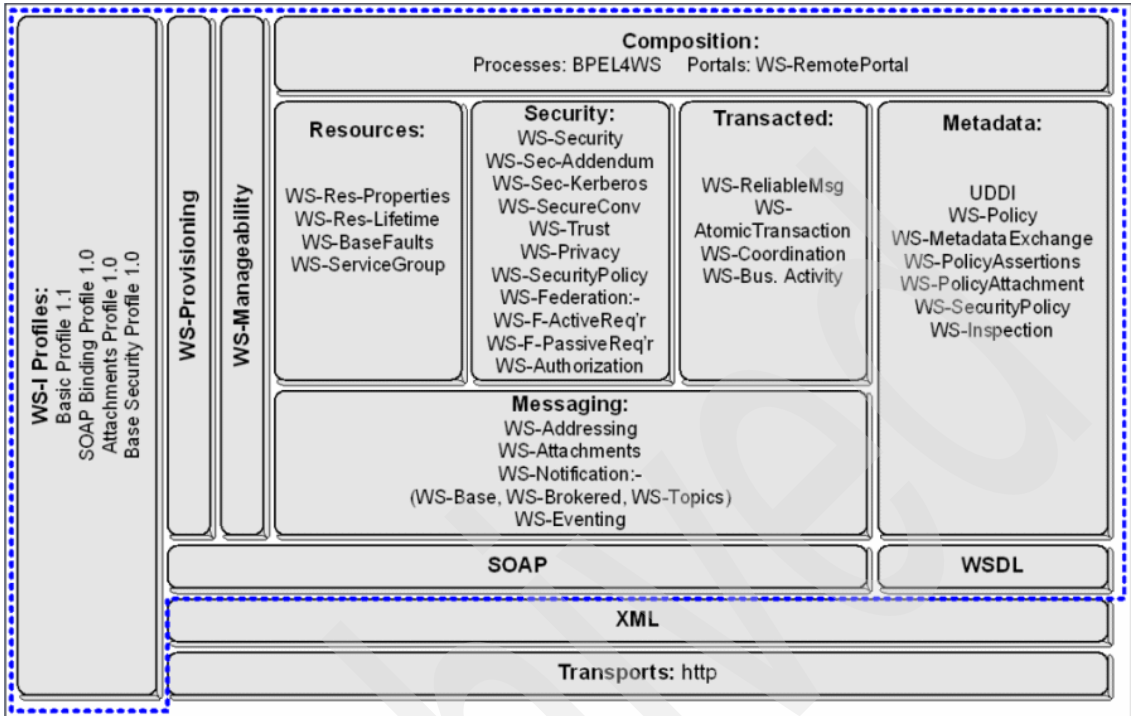 WS-I Profiles:
Basic Profile 1.1
SOAP Binding Profile 1.0
Attachments Profile 1.0
Base Security Profile 1.0
WS-Provisioning
WS-Manageability
Composition:
Processes: BPEL4WS Portals: WS-RemotePortal
Resources:
WS-Res-Properties
WS-Res-Lifetime
WS-BaseFaults
WS-ServiceGroup
Security:
WS-Security
WS-Sec-Addendum
WS-Sec-Kerberos
WS-SecureConv
WS-Trust
WS-Privacy
WS-SecurityPolicy
WS-Federation:-
WS-F-ActiveReq'r
WS-F-PassiveReq'r
WS-Authorization
Transacted:
WS-ReliableMsg
WS-
AtomicTransaction
WS-Coordination
WS-Bus. Activity
Metadata:
UDDI
WS-Policy
WS-MetadataExchange
WS-PolicyAssertions
WS-PolicyAttachment
WS-SecurityPolicy
WS-Inspection
Messaging:
WS-Addressing
WS-Attachments
WS-Notification:-
(WS-Base, WS-Brokered, WS-Topics)
WS-Eventing
SOAP
WSDL
XML
Transports: http